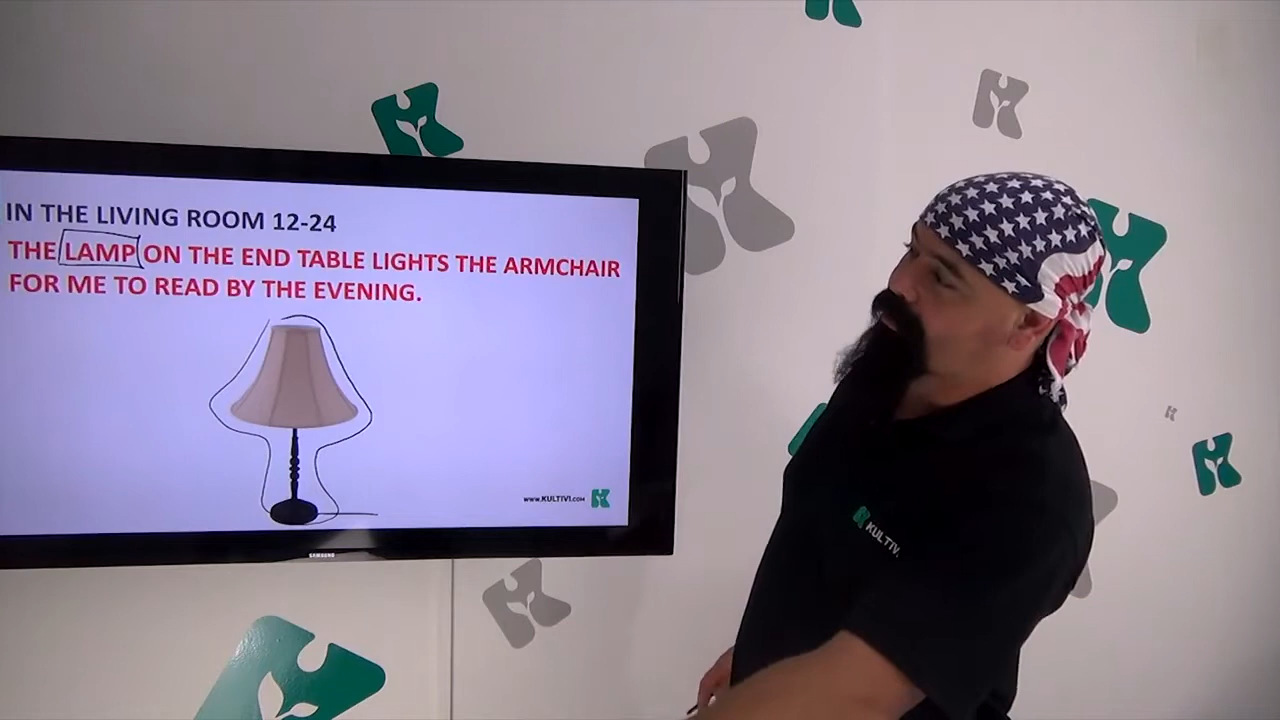 IN THE LIVING ROOM 12-24
THE LAMP ON THE END TABLE LIGHTS THE ARMCHAIR
FOR ME TO READ BY THE EVENING.
WWW.KULTIVI.COM
SAMSUNG
KULTIVI